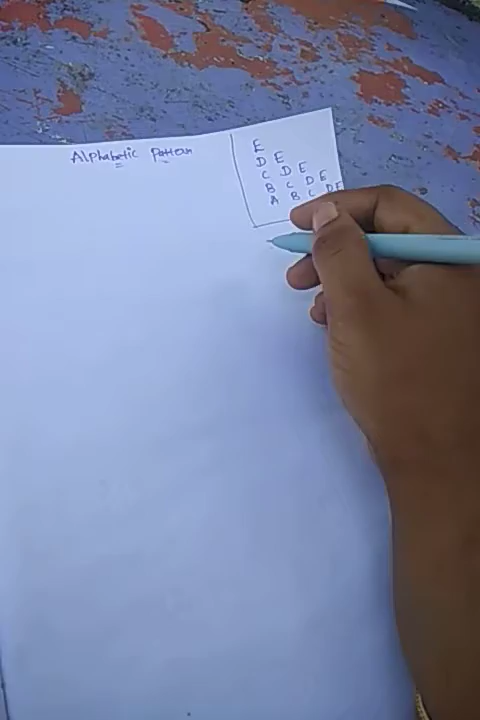 Alphabetic Pattern
E
D E
C D E
B C D E
A B C D E